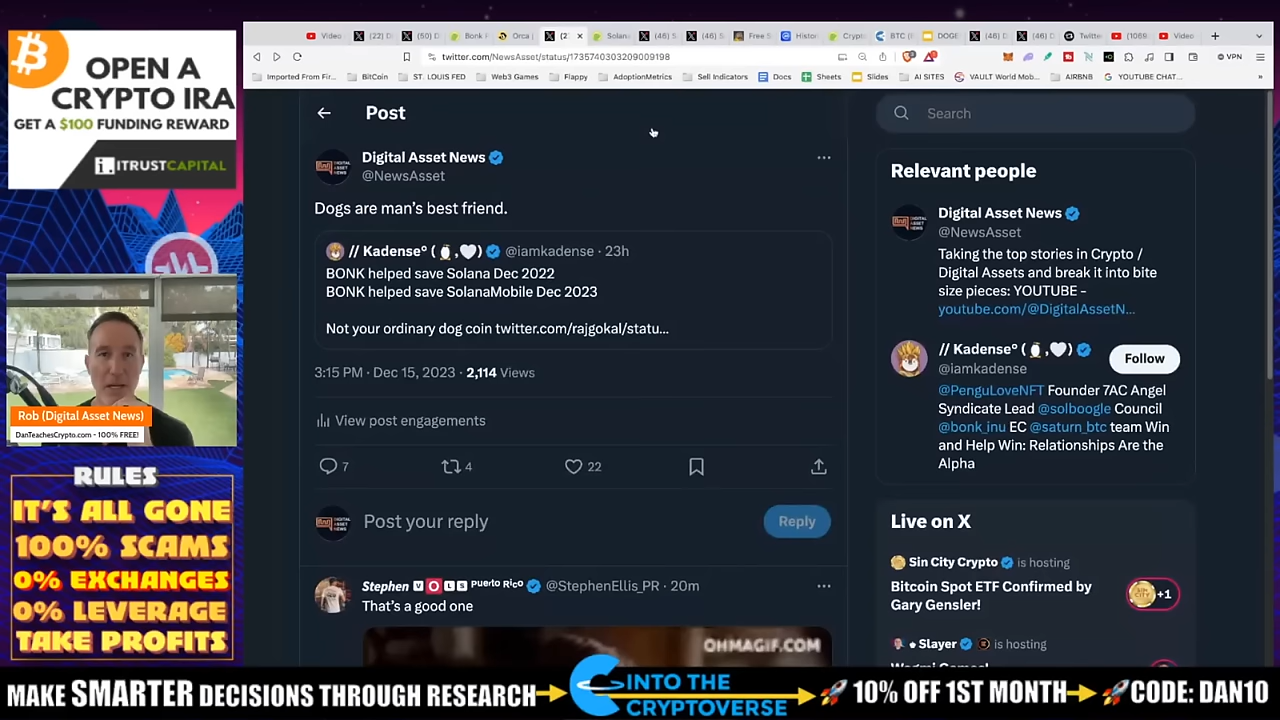 OPEN A
CRYPTO IRA
GET A $100 FUNDING REWARD
ITRUSTCAPITAL
Rob (Digital Asset News)
DanTeachesCrypto.com - 100% FREE!
RULES
IT'S ALL GONE
100% SCAMS
0% EXCHANGES
0% LEVERAGE
TAKE PROFITS
twitter.com/NewsAsset/status/1735740303209009198
VPN
Imported From Fir... BitCoin ST. LOUIS FED Web3 Games Flappy AdoptionMetrics Sell Indicators Docs Sheets Slides AI SITES VAULT World Mob... AIRBNB YOUTUBE CHAT...
Post
Digital Asset News
@NewsAsset
Dogs are man's best friend.
// Kadense° ( , ) @iamkadense · 23h
BONK helped save Solana Dec 2022
BONK helped save SolanaMobile Dec 2023
Not your ordinary dog coin twitter.com/rajgokal/statu...
3:15 PM · Dec 15, 2023 · 2,114 Views
View post engagements
7 4 22
Post your reply
Reply
Stephen VOLS Puerto Rico @StephenEllis_PR · 20m
That's a good one
OHMAGIF.COM
Search
Relevant people
Digital Asset News
@NewsAsset
Taking the top stories in Crypto /
Digital Assets and break it into bite
size pieces: YOUTUBE -
youtube.com/@DigitalAssetN...
// Kadense° ( , )
@iamkadense
Follow
@PenguLoveNFT Founder 7AC Angel
Syndicate Lead @solboogle Council
@bonk_inu EC @saturn_btc team Win
and Help Win: Relationships Are the
Alpha
Live on X
Sin City Crypto is hosting
Bitcoin Spot ETF Confirmed by
Gary Gensler!
+1
Slayer is hosting
MAKE SMARTER DECISIONS THROUGH RESEARCH
INTO THE
CRYPTOVERSE
10% OFF 1ST MONTH
CODE: DAN10